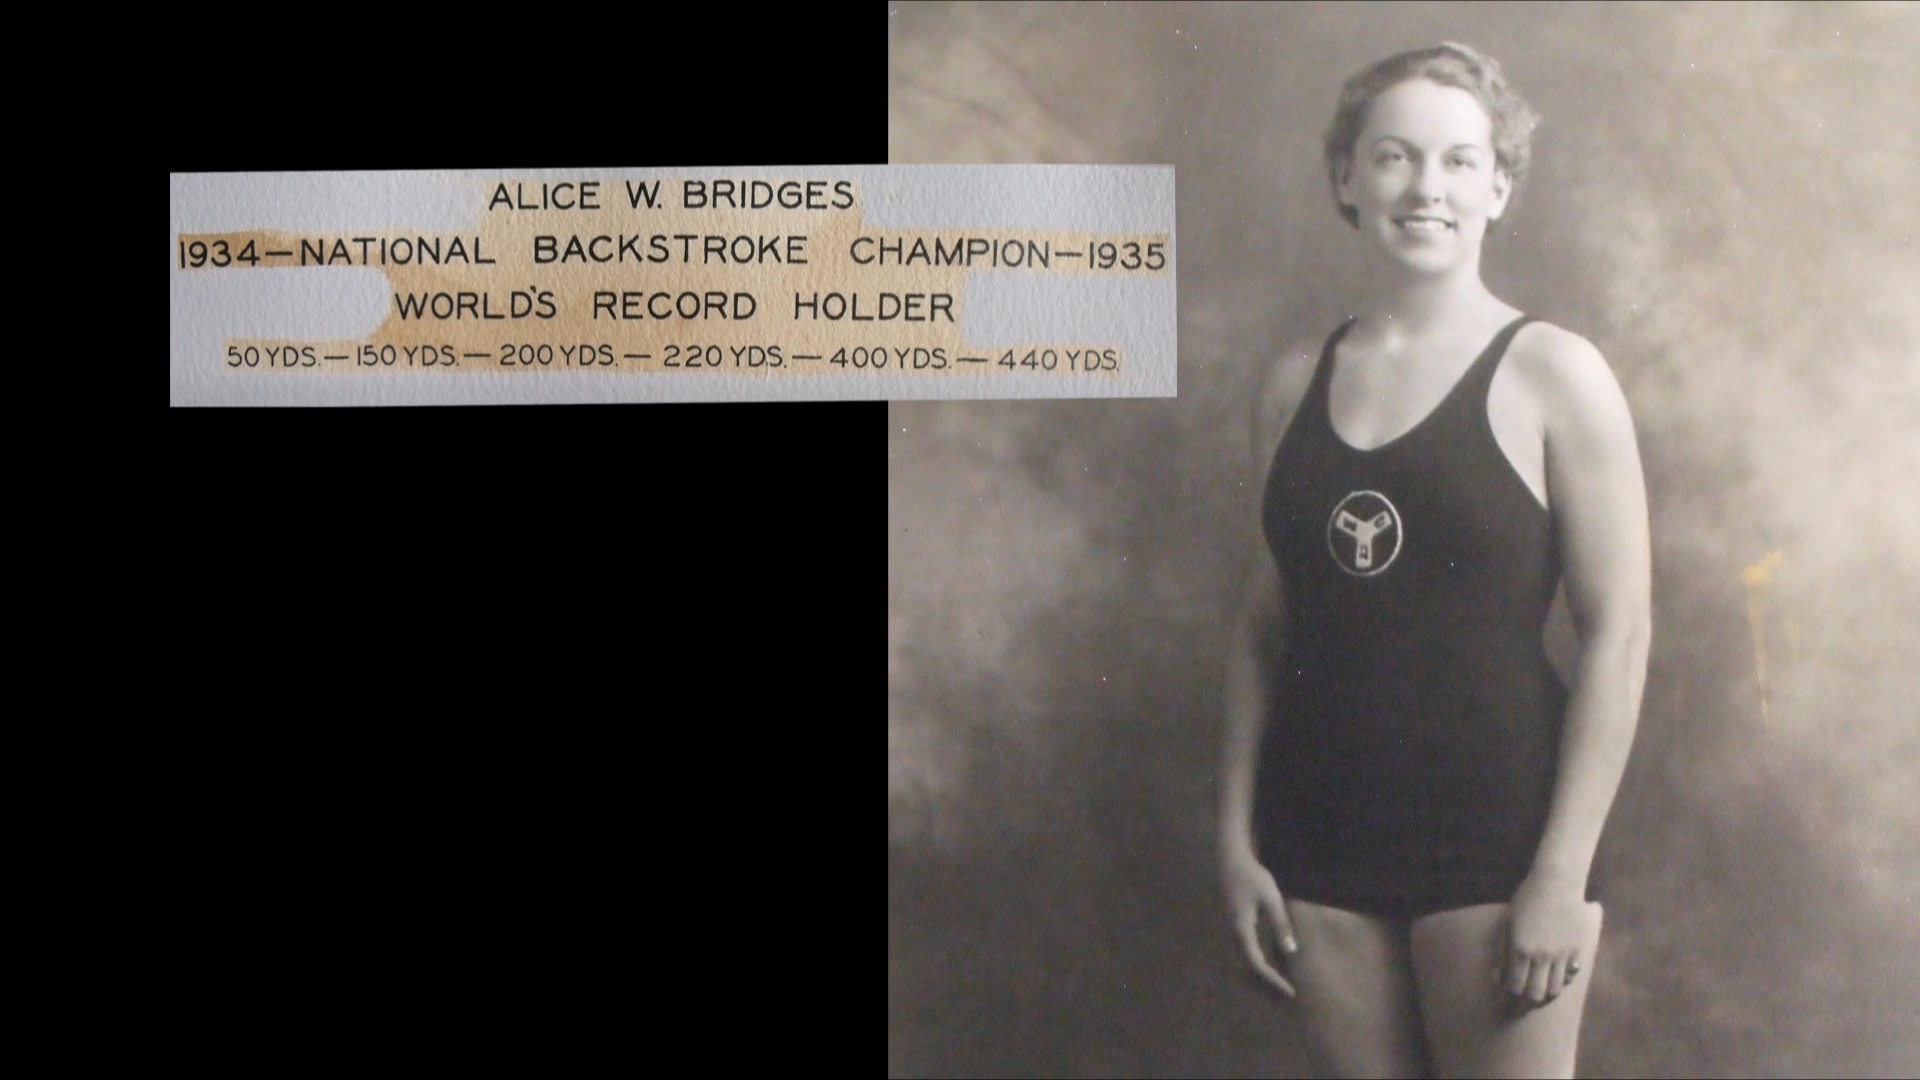 ALICE W. BRIDGES
1934—NATIONAL BACKSTROKE CHAMPION—1935
WORLD'S RECORD HOLDER
50 YDS.— 150 YDS.— 200 YDS.— 220 YDS.— 400 YDS.— 440 YDS.
W C
A